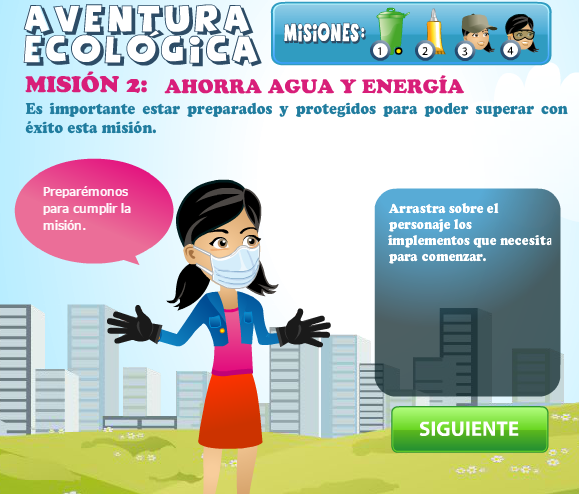 AVENTURA
ECOLÓGICA
MISIONES:
1 2 3 4
MISIÓN 2: AHORRA AGUA Y ENERGÍA
Es importante estar preparados y protegidos para poder superar con
éxito esta misión.
Preparémonos
para cumplir la
misión.
Arrastra sobre el
personaje los
implementos que necesita
para comenzar.
SIGUIENTE